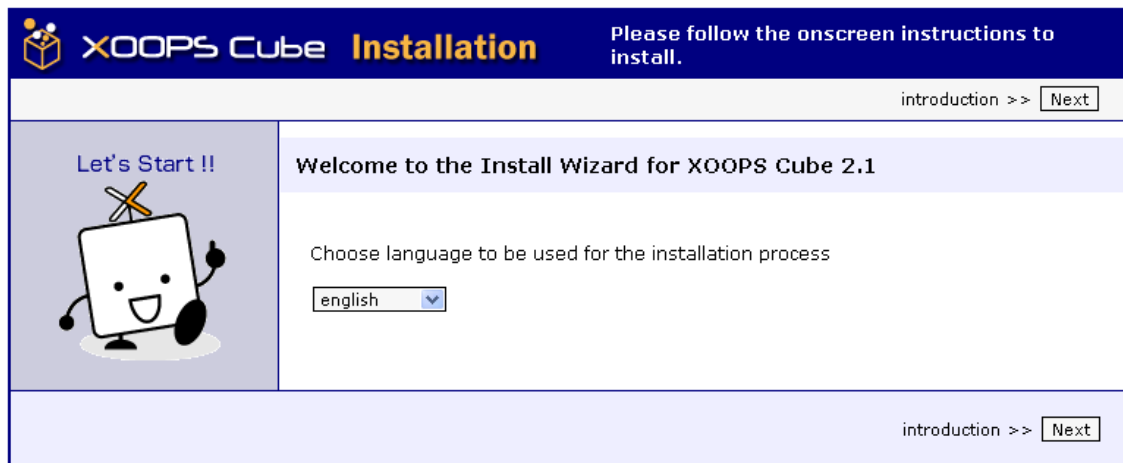 XOOPS Cube Installation
Please follow the onscreen instructions to
install.
introduction >> Next
Let's Start !!
Welcome to the Install Wizard for XOOPS Cube 2.1
Choose language to be used for the installation process
english
introduction >> Next